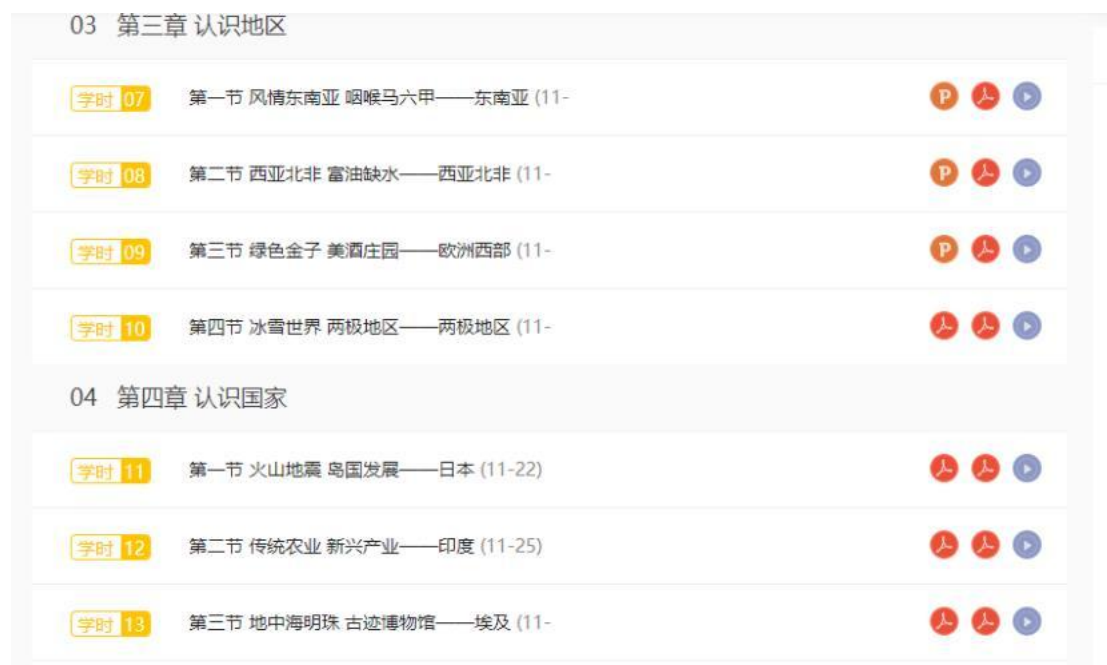 03 第三章 认识地区
学时 07 第一节 风情东南亚 咽喉马六甲——东南亚 (11-
学时 08 第二节 西亚北非 富油缺水——西亚北非 (11-
学时 09 第三节 绿色金子 美酒庄园——欧洲西部 (11-
学时 10 第四节 冰雪世界 两极地区——两极地区 (11-
04 第四章 认识国家
学时 11 第一节 火山地震 岛国发展——日本 (11-22)
学时 12 第二节 传统农业 新兴产业——印度 (11-25)
学时 13 第三节 地中海明珠 古迹博物馆——埃及 (11-